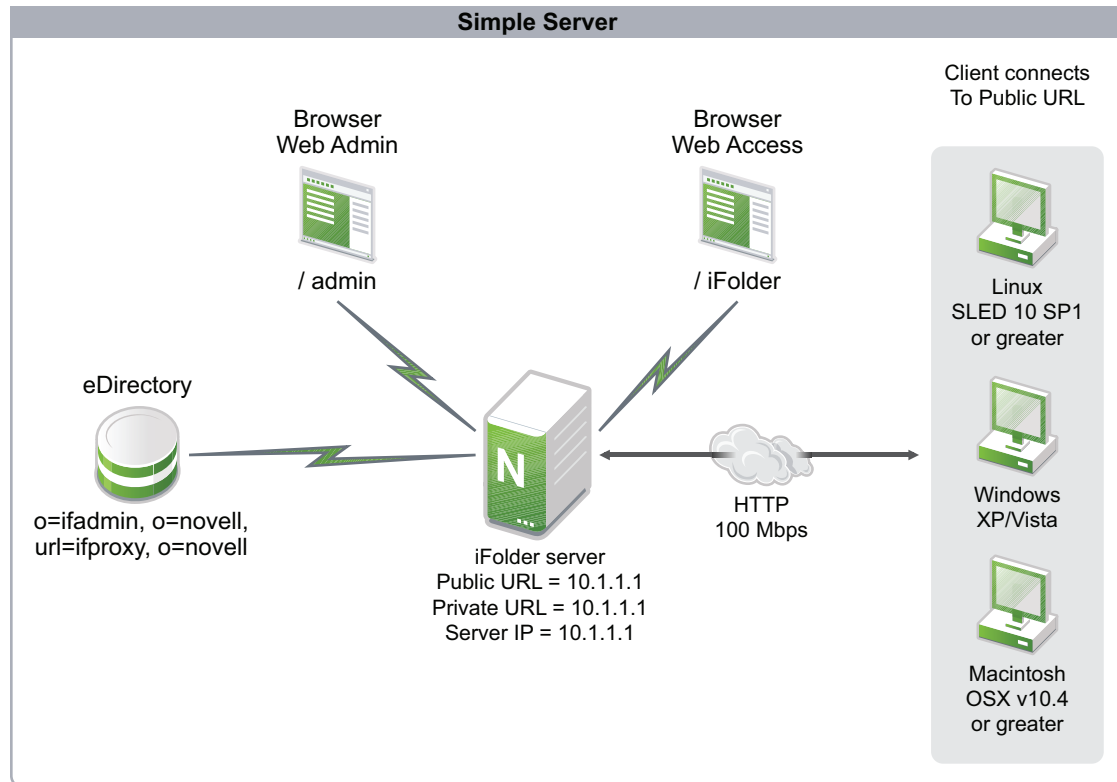 Simple Server
Client connects
To Public URL
Browser
Web Admin
/ admin
Browser
Web Access
/ iFolder
eDirectory
o=ifadmin, o=novell,
url=ifproxy, o=novell
N
iFolder server
Public URL = 10.1.1.1
Private URL = 10.1.1.1
Server IP = 10.1.1.1
HTTP
100 Mbps
Linux
SLED 10 SP1
or greater
Windows
XP/Vista
Macintosh
OSX v10.4
or greater